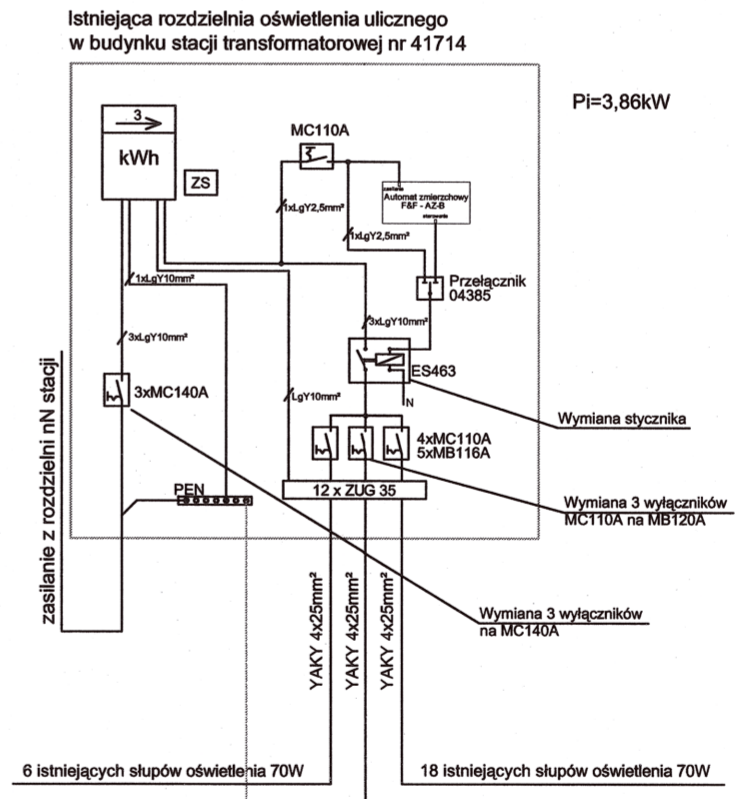 Istniejąca rozdzielnia oświetlenia ulicznego
w budynku stacji transformatorowej nr 41714
Pi=3,86kW
3
kWh
ZS
MC110A
zasilanie
Automat zmierzchowy
F&F - AZ-B
sterowanie
1xLgY2,5mm²
1xLgY2,5mm²
1xLgY10mm²
Przełącznik
04385
3xLgY10mm²
3xLgY10mm²
ES463
N
3xMC140A
LgY10mm²
Wymiana stycznika
4xMC110A
5xMB116A
PEN
12 x ZUG 35
Wymiana 3 wyłączników
MC110A na MB120A
zasilanie z rozdzielni nN stacji
YAKY 4x25mm²
YAKY 4x25mm²
YAKY 4x25mm²
Wymiana 3 wyłączników
na MC140A
6 istniejących słupów oświetlenia 70W
18 istniejących słupów oświetlenia 70W